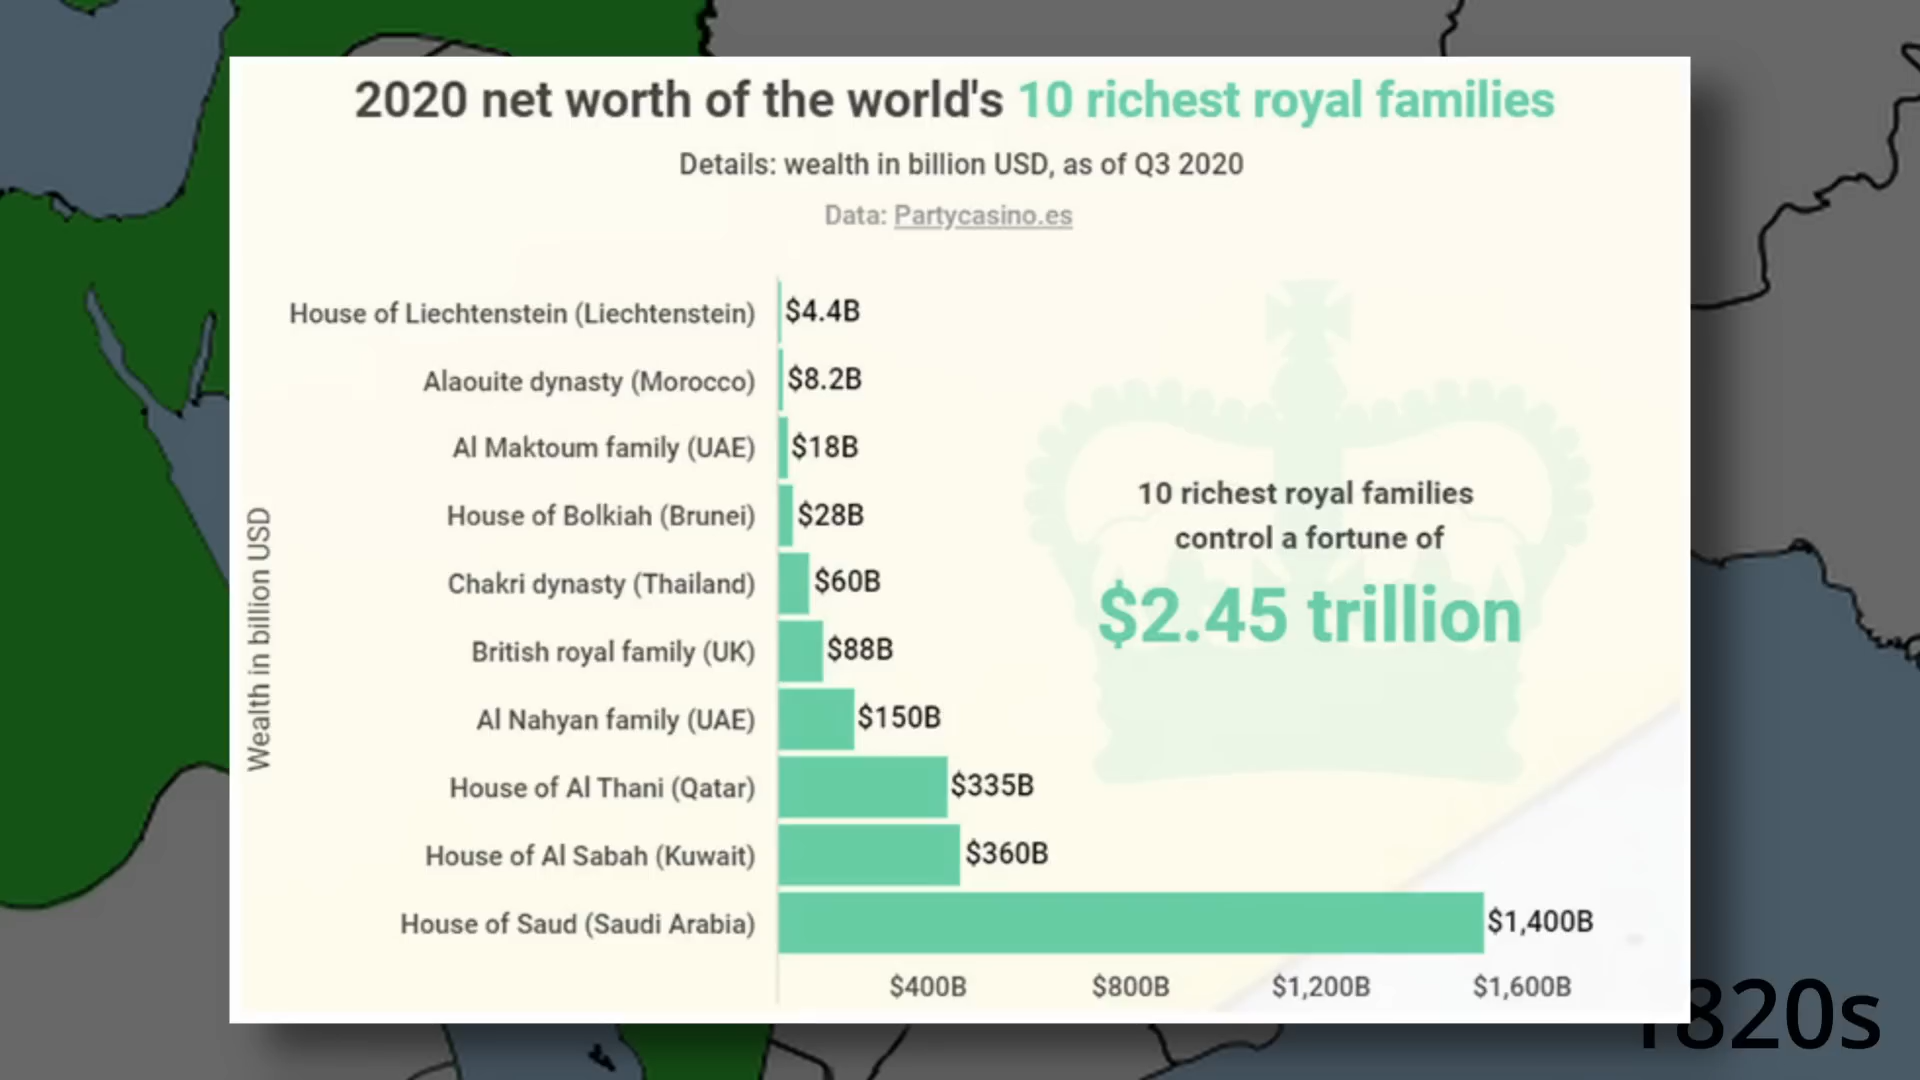 2020 net worth of the world's 10 richest royal families
Details: wealth in billion USD, as of Q3 2020
Data: Partycasino.es
Wealth in billion USD
House of Liechtenstein (Liechtenstein) $4.4B
Alaouite dynasty (Morocco) $8.2B
Al Maktoum family (UAE) $18B
House of Bolkiah (Brunei) $28B
Chakri dynasty (Thailand) $60B
British royal family (UK) $88B
Al Nahyan family (UAE) $150B
House of Al Thani (Qatar) $335B
House of Al Sabah (Kuwait) $360B
House of Saud (Saudi Arabia) $1,400B
$400B $800B $1,200B $1,600B
10 richest royal families
control a fortune of
$2.45 trillion
1820s